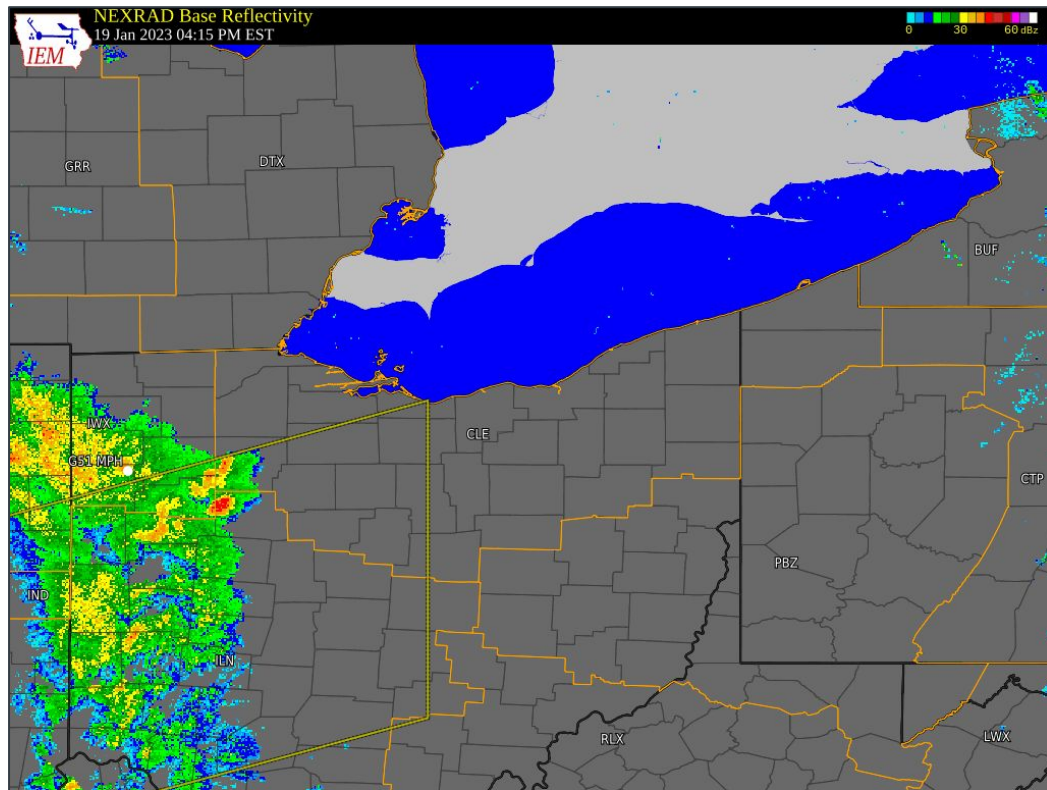 NEXRAD Base Reflectivity
19 Jan 2023 04:15 PM EST
IEM
0 30 60 dBz
GRR
DTX
BUF
IWX
CLE
G51 MPH
CTP
PBZ
IND
ILN
RLX
LWX